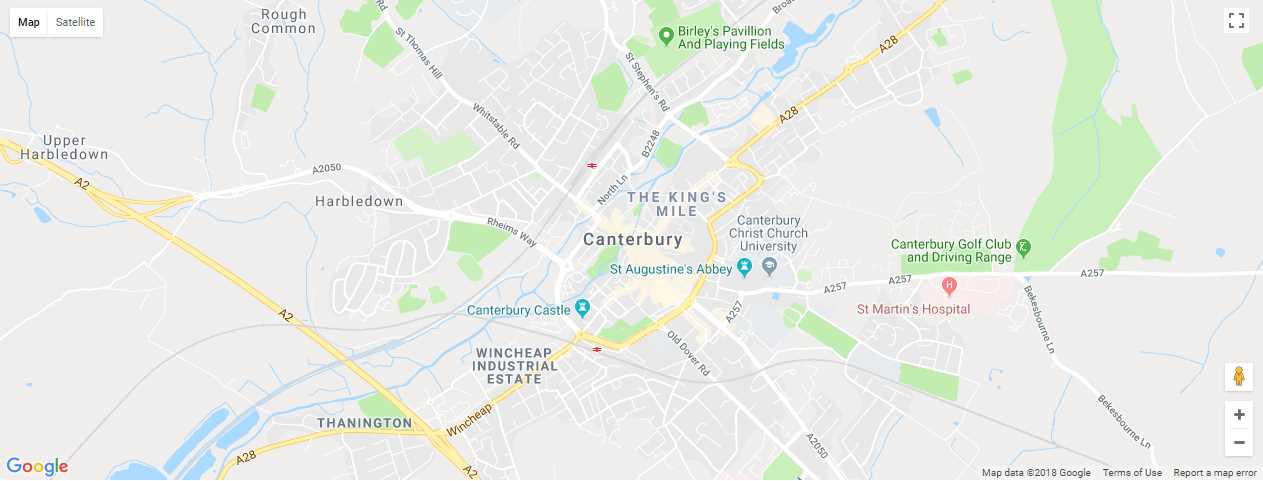 Map
Satellite
Rough
Common
St Thomas Hill
St Stephen's Rd
Birley's Pavillion
And Playing Fields
A28
A28
Whitstable Rd
B2248
Upper
Harbledown
A2
A2050
Harbledown
North Ln
THE KING'S
MILE
Rheims Way
Canterbury
Canterbury
Christ Church
University
Canterbury Golf Club
and Driving Range
St Augustine's Abbey
A257
A257
A257
A257
H
St Martin's Hospital
Bekesbourne Ln
Canterbury Castle
A2
Old Dover Rd
WINCHEAP
INDUSTRIAL
ESTATE
Wincheap
THANINGTON
A28
A2
A2050
Bekesbourne Ln
Google
Map data ©2018 Google
Terms of Use
Report a map error